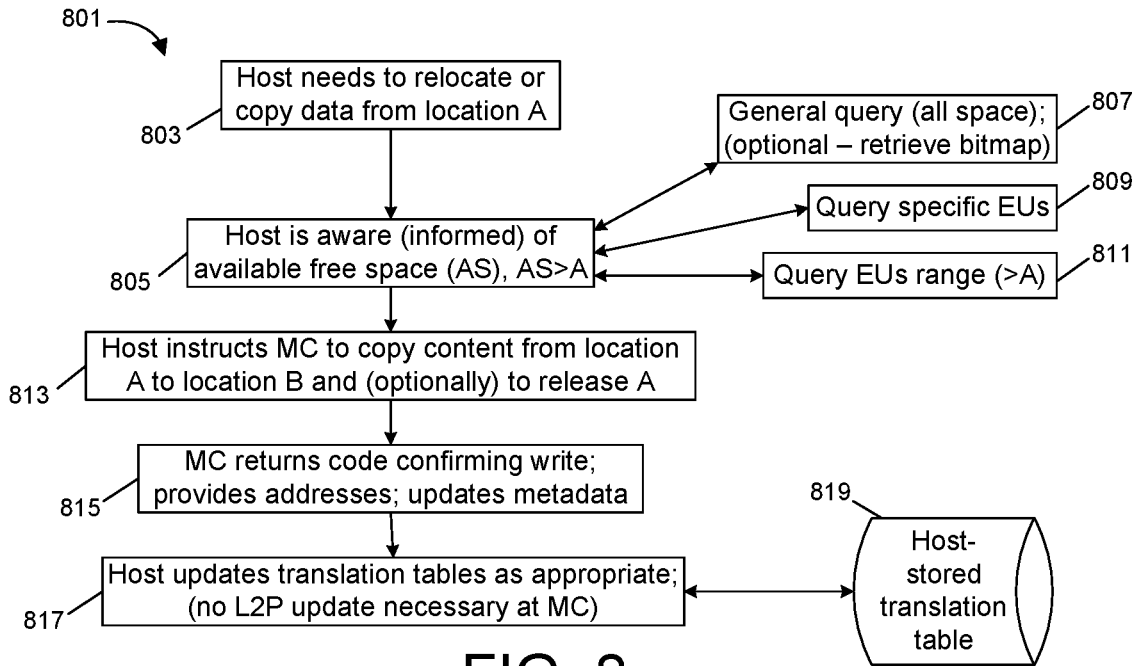 801
Host needs to relocate or
copy data from location A
803
General query (all space);
(optional – retrieve bitmap)
807
809
Query specific EUs
Host is aware (informed) of
available free space (AS), AS>A
805
Query EUs range (>A)
811
Host instructs MC to copy content from location
A to location B and (optionally) to release A
813
MC returns code confirming write;
provides addresses; updates metadata
815
819
Host updates translation tables as appropriate;
(no L2P update necessary at MC)
817
Host-
stored
translation
table